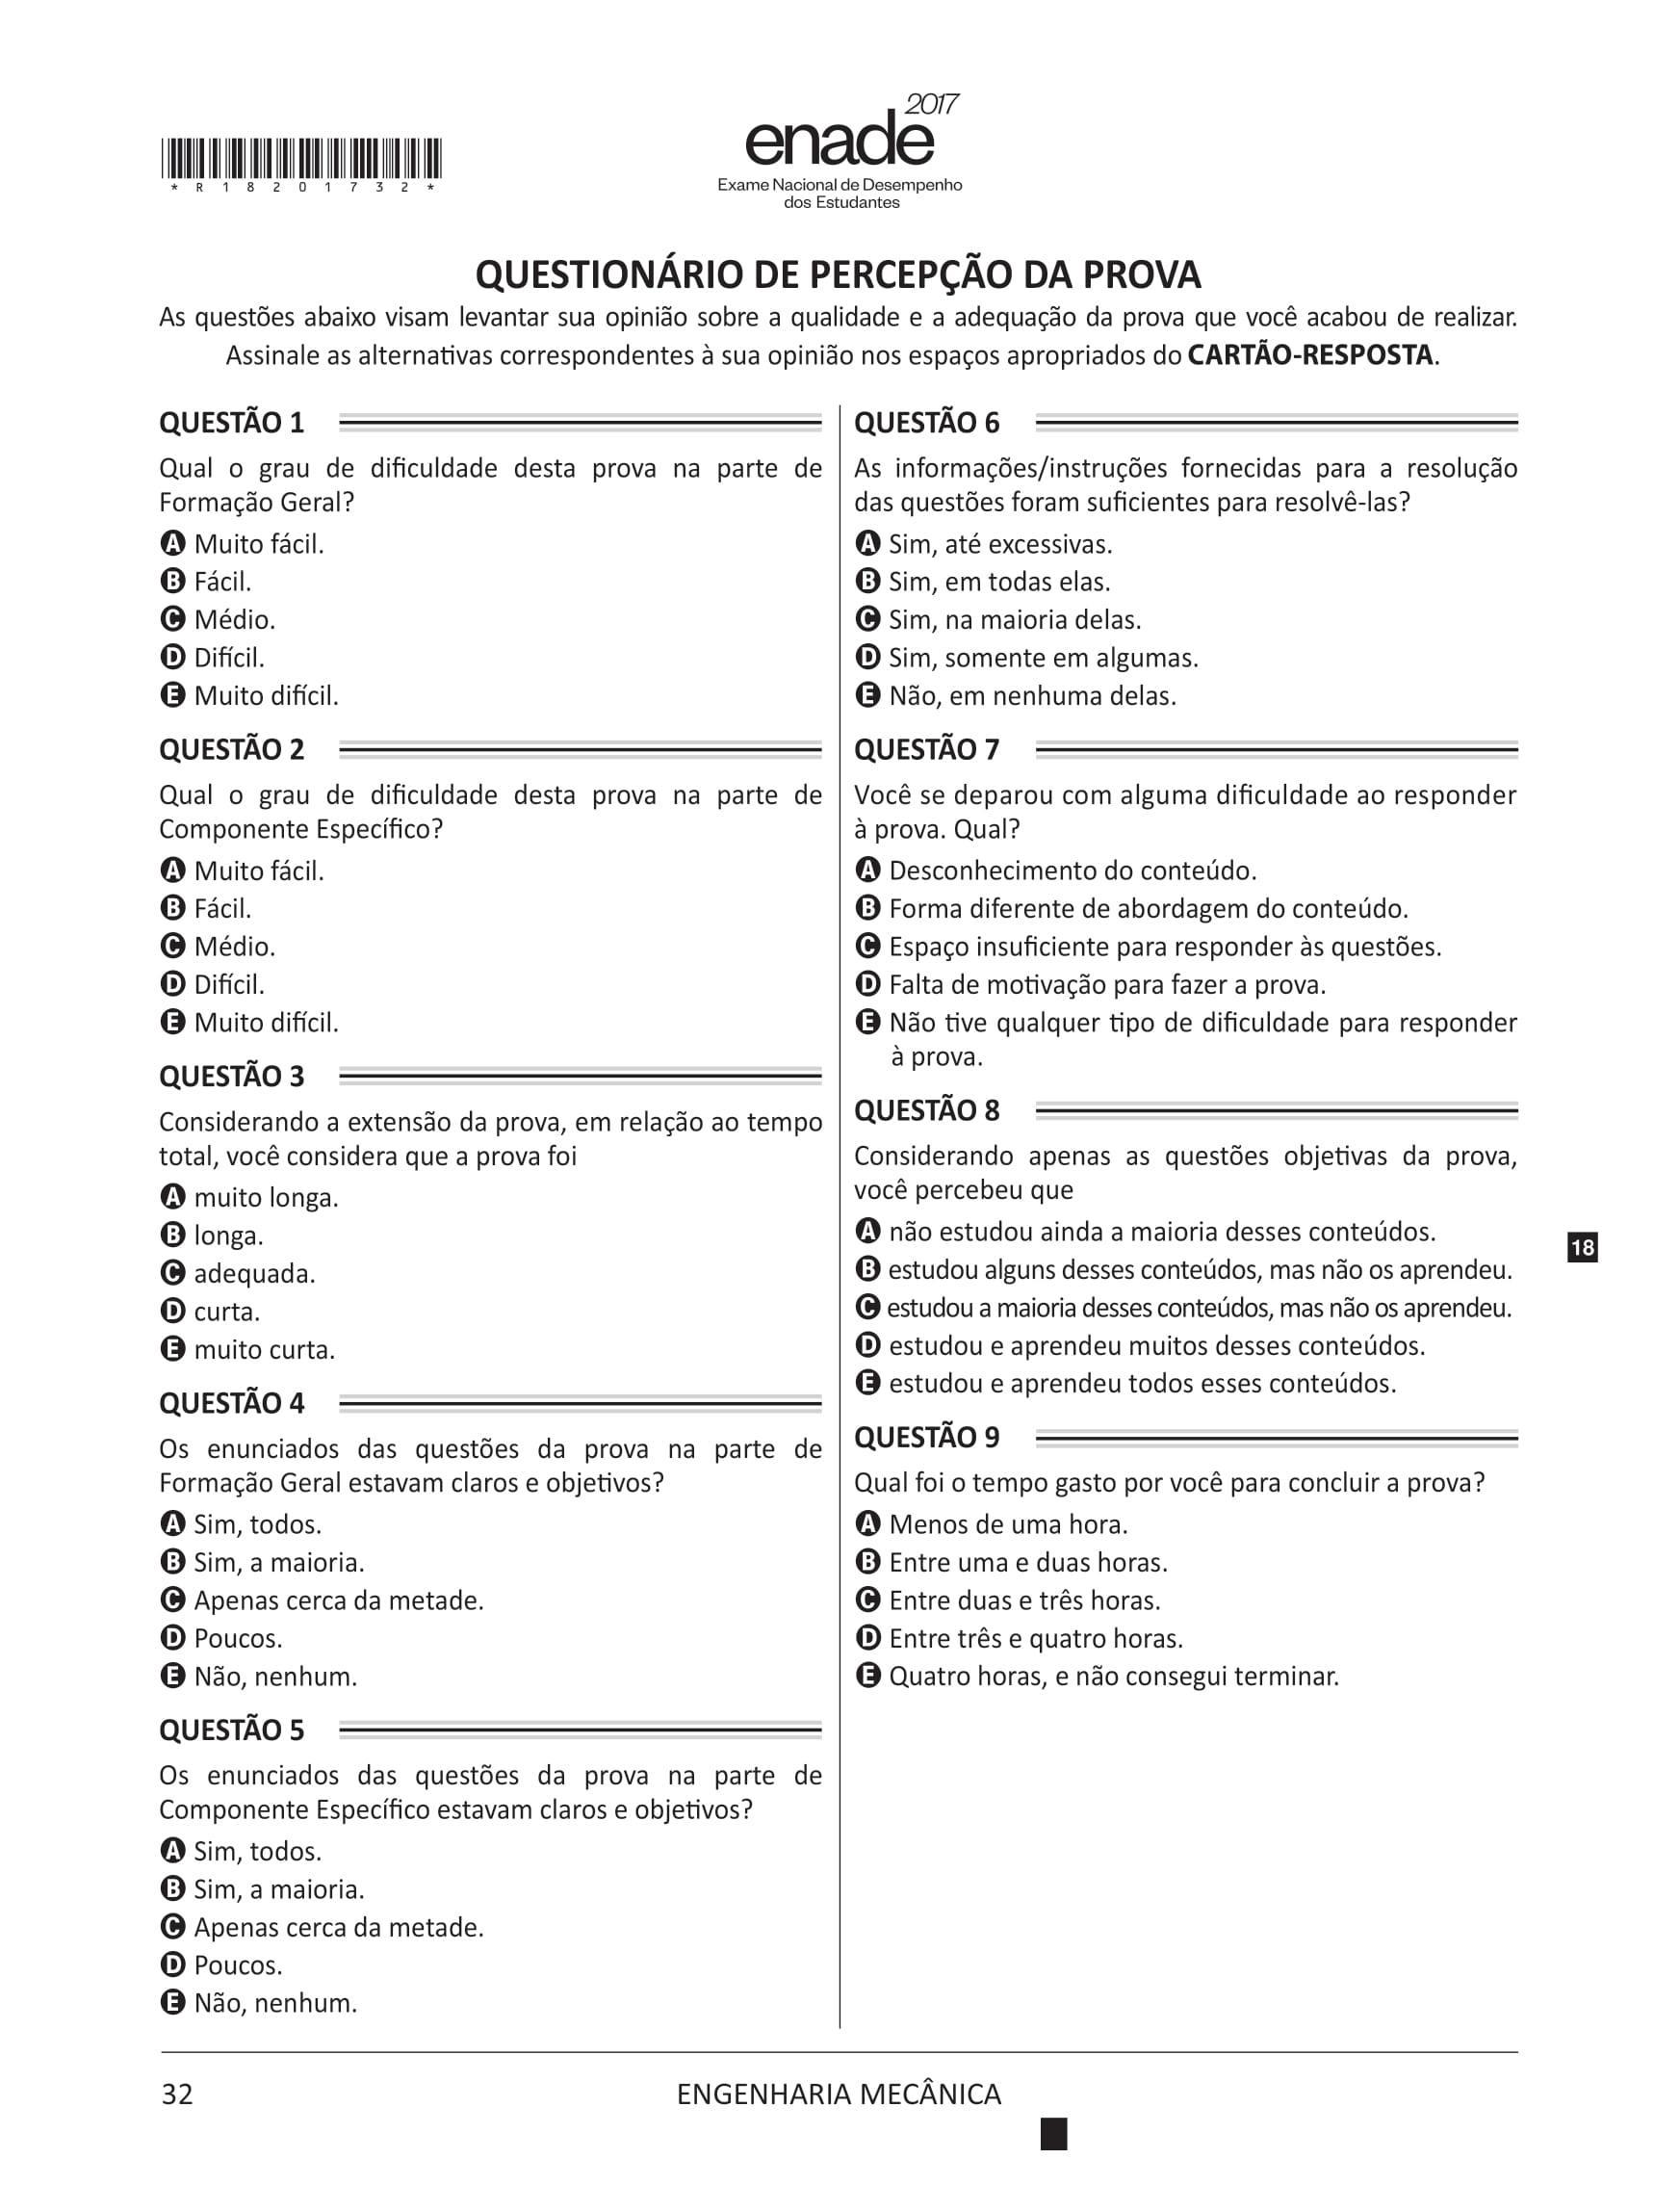 *R18201732*
enade 2017
Exame Nacional de Desempenho
dos Estudantes
QUESTIONÁRIO DE PERCEPÇÃO DA PROVA
As questões abaixo visam levantar sua opinião sobre a qualidade e a adequação da prova que você acabou de realizar.
Assinale as alternativas correspondentes à sua opinião nos espaços apropriados do CARTÃO-RESPOSTA.
QUESTÃO 1
Qual o grau de dificuldade desta prova na parte de
Formação Geral?
A Muito fácil.
B Fácil.
C Médio.
D Difícil.
E Muito difícil.
QUESTÃO 2
Qual o grau de dificuldade desta prova na parte de
Componente Específico?
A Muito fácil.
B Fácil.
C Médio.
D Difícil.
E Muito difícil.
QUESTÃO 3
Considerando a extensão da prova, em relação ao tempo
total, você considera que a prova foi
A muito longa.
B longa.
C adequada.
D curta.
E muito curta.
QUESTÃO 4
Os enunciados das questões da prova na parte de
Formação Geral estavam claros e objetivos?
A Sim, todos.
B Sim, a maioria.
C Apenas cerca da metade.
D Poucos.
E Não, nenhum.
QUESTÃO 5
Os enunciados das questões da prova na parte de
Componente Específico estavam claros e objetivos?
A Sim, todos.
B Sim, a maioria.
C Apenas cerca da metade.
D Poucos.
E Não, nenhum.
QUESTÃO 6
As informações/instruções fornecidas para a resolução
das questões foram suficientes para resolvê-las?
A Sim, até excessivas.
B Sim, em todas elas.
C Sim, na maioria delas.
D Sim, somente em algumas.
E Não, em nenhuma delas.
QUESTÃO 7
Você se deparou com alguma dificuldade ao responder
à prova. Qual?
A Desconhecimento do conteúdo.
B Forma diferente de abordagem do conteúdo.
C Espaço insuficiente para responder às questões.
D Falta de motivação para fazer a prova.
E Não tive qualquer tipo de dificuldade para responder
à prova.
QUESTÃO 8
Considerando apenas as questões objetivas da prova,
você percebeu que
A não estudou ainda a maioria desses conteúdos.
B estudou alguns desses conteúdos, mas não os aprendeu.
C estudou a maioria desses conteúdos, mas não os aprendeu.
D estudou e aprendeu muitos desses conteúdos.
E estudou e aprendeu todos esses conteúdos.
QUESTÃO 9
Qual foi o tempo gasto por você para concluir a prova?
A Menos de uma hora.
B Entre uma e duas horas.
C Entre duas e três horas.
D Entre três e quatro horas.
E Quatro horas, e não consegui terminar.
18
32
ENGENHARIA MECÂNICA